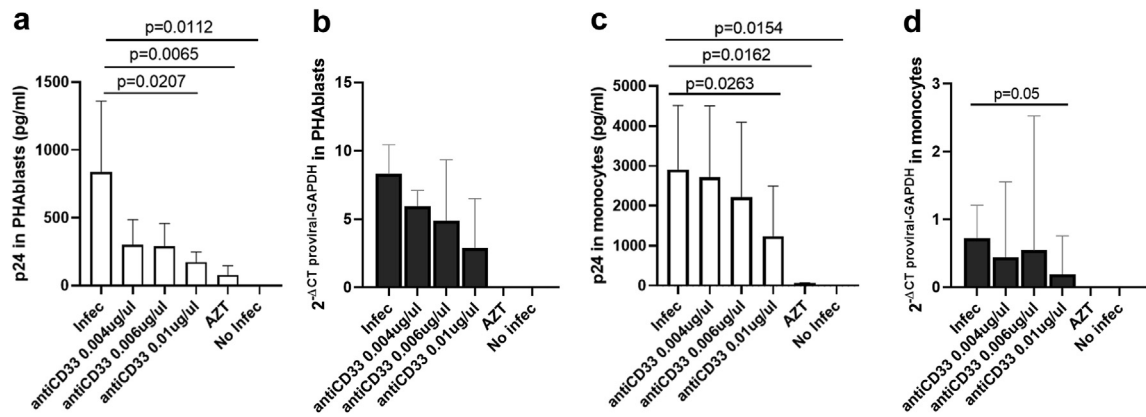 a
p=0.0112
p=0.0065
p=0.0207
p24 in PHAblasts (pg/ml)
1500
1000
500
0
Infec
antiCD33 0.004ug/ul
antiCD33 0.006ug/ul
antiCD33 0.01ug/ul
AZT
No Infec
b
2-ΔCT proviral-GAPDH in PHAblasts
15
10
5
0
Infec
antiCD33 0.004ug/ul
antiCD33 0.006ug/ul
antiCD33 0.01ug/ul
AZT
No infec
c
p=0.0154
p=0.0162
p=0.0263
p24 in monocytes (pg/ml)
5000
4000
3000
2000
1000
0
Infec
antiCD33 0.004ug/ul
antiCD33 0.006ug/ul
antiCD33 0.01ug/ul
AZT
No infec
d
p=0.05
2-ΔCT proviral-GAPDH in monocytes
3
2
1
0
Infec
antiCD33 0.004ug/ul
antiCD33 0.006ug/ul
antiCD33 0.01ug/ul
AZT
No infec